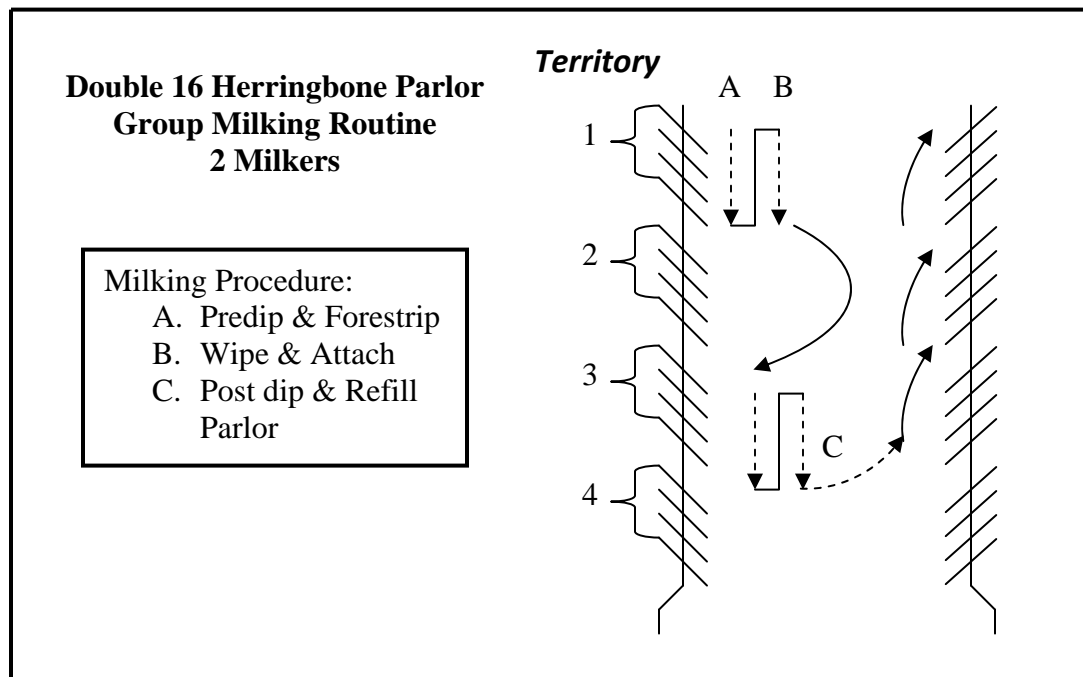 Double 16 Herringbone Parlor
Group Milking Routine
2 Milkers
Milking Procedure:
A. Predip & Forestrip
B. Wipe & Attach
C. Post dip & Refill
Parlor
Territory
A B
1
2
3
C
4